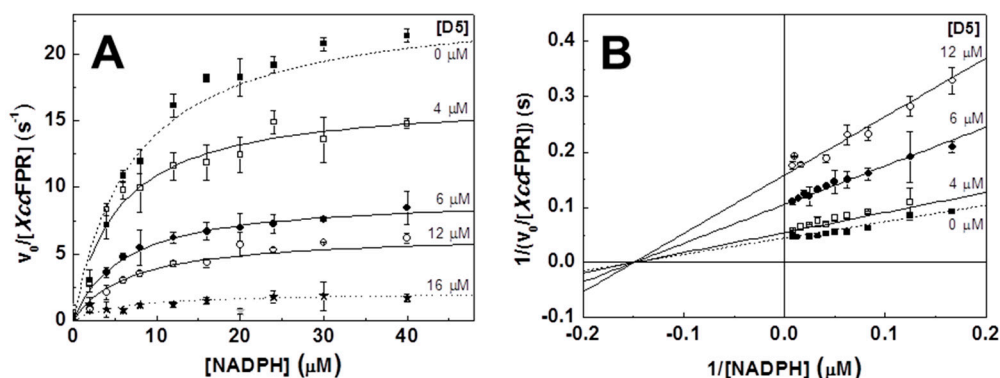 A
[D5]
0 μM
4 μM
6 μM
12 μM
16 μM
20
15
10
5
0
0 10 20 30 40
v0/[XccFPR] (s-1)
[NADPH] (μM)
B
[D5]
12 μM
6 μM
4 μM
0 μM
0.4
0.3
0.2
0.1
0.0
-0.1
-0.2 -0.1 0.0 0.1 0.2
1/(v0/[XccFPR]) (s)
1/[NADPH] (μM)